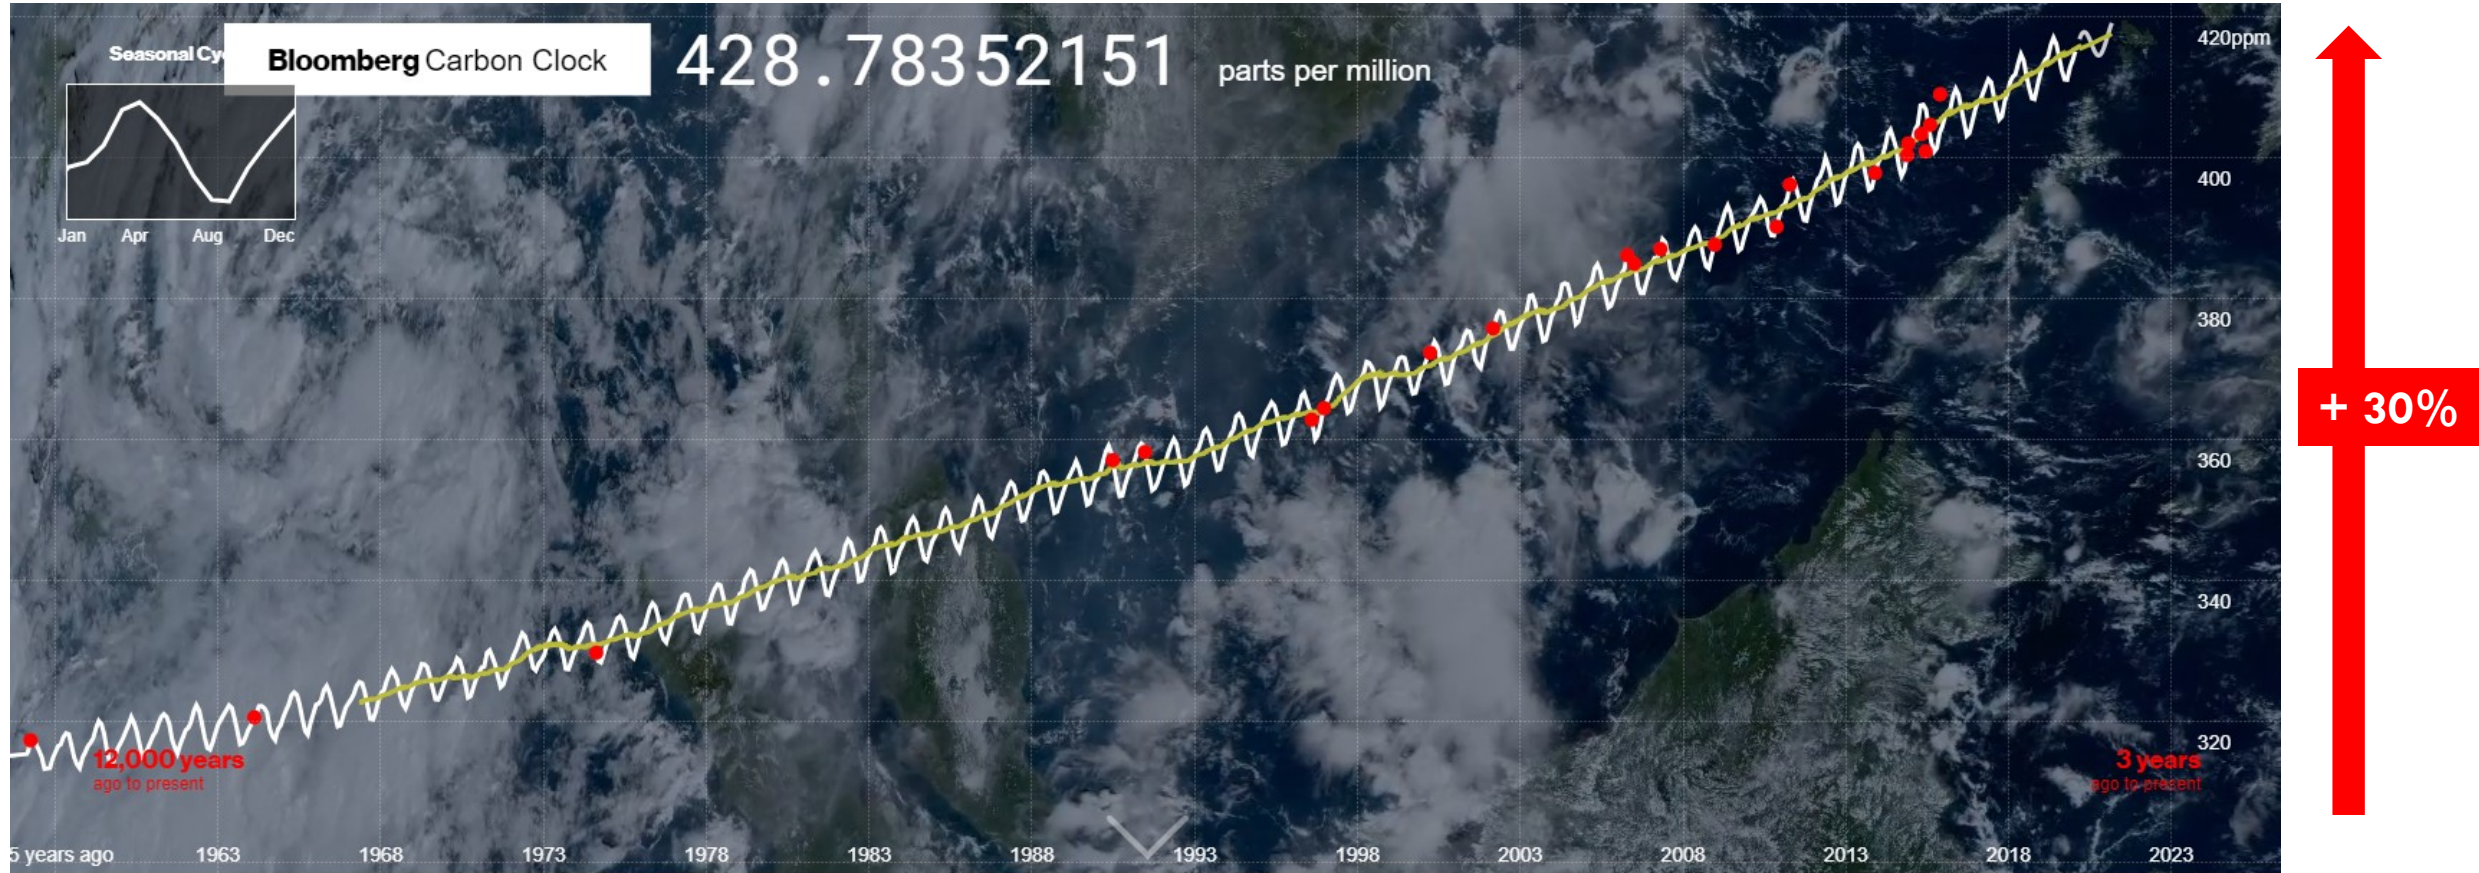 Seasonal Cy
Bloomberg Carbon Clock
428.78352151
parts per million
Jan Apr Aug Dec
420ppm
400
380
+ 30%
360
340
320
12,000 years
ago to present
3 years
ago to present
5 years ago 1963 1968 1973 1978 1983 1988 1993 1998 2003 2008 2013 2018 2023